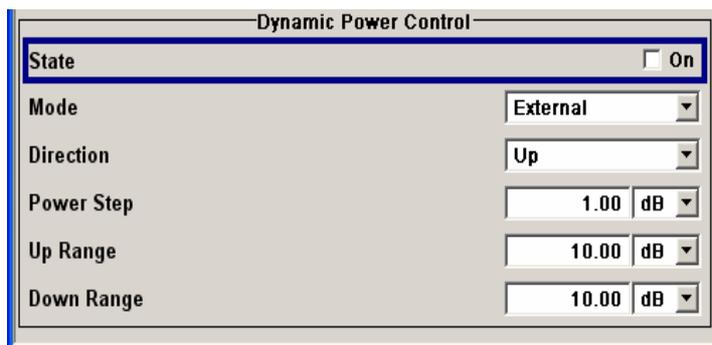 Dynamic Power Control
State On
Mode External
Direction Up
Power Step 1.00 dB
Up Range 10.00 dB
Down Range 10.00 dB